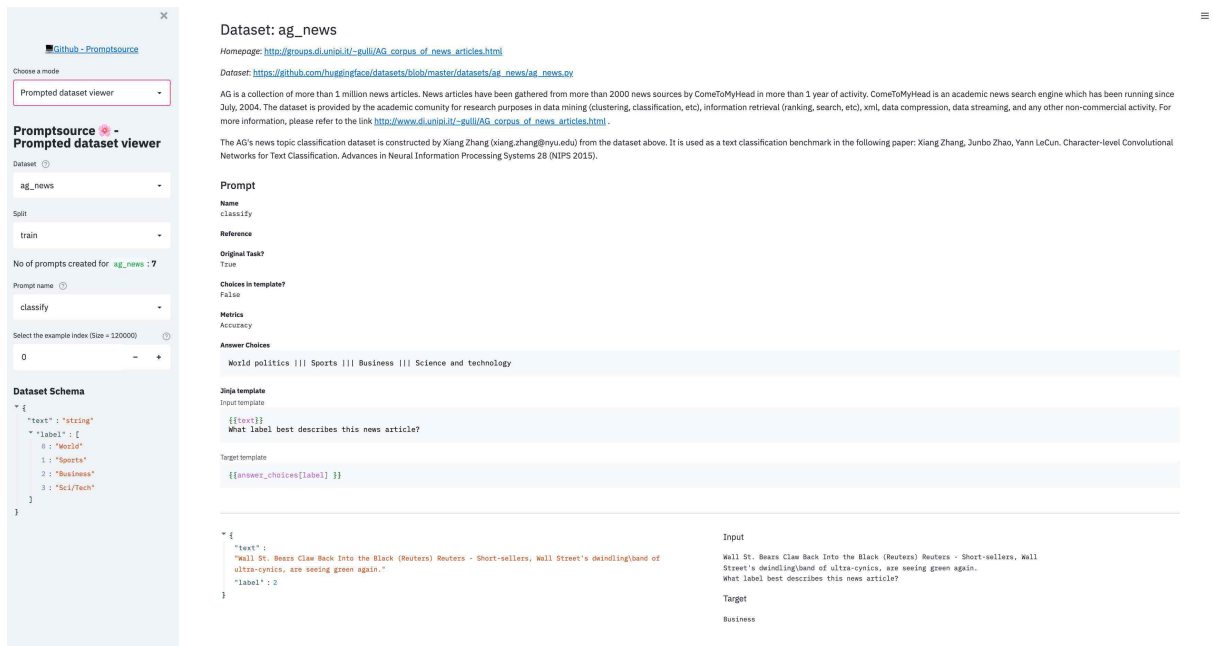 Github - Promptsource
Choose a mode
Prompted dataset viewer
Promptsource 🌸 -
Prompted dataset viewer
Dataset
ag_news
Split
train
No of prompts created for ag_news : 7
Prompt name
classify
Select the example index (Size = 120000)
0 - +
Dataset Schema
{
"text" : "string"
"label" : [
0 : "World"
1 : "Sports"
2 : "Business"
3 : "Sci/Tech"
]
}
Dataset: ag_news
Homepage: http://groups.di.unipi.it/~gulli/AG_corpus_of_news_articles.html
Dataset: https://github.com/huggingface/datasets/blob/master/datasets/ag_news/ag_news.py
AG is a collection of more than 1 million news articles. News articles have been gathered from more than 2000 news sources by ComeToMyHead in more than 1 year of activity. ComeToMyHead is an academic news search engine which has been running since
July, 2004. The dataset is provided by the academic comunity for research purposes in data mining (clustering, classification, etc), information retrieval (ranking, search, etc), xml, data compression, data streaming, and any other non-commercial activity. For
more information, please refer to the link http://www.di.unipi.it/~gulli/AG_corpus_of_news_articles.html .
The AG's news topic classification dataset is constructed by Xiang Zhang (xiang.zhang@nyu.edu) from the dataset above. It is used as a text classification benchmark in the following paper: Xiang Zhang, Junbo Zhao, Yann LeCun. Character-level Convolutional
Networks for Text Classification. Advances in Neural Information Processing Systems 28 (NIPS 2015).
Prompt
Name
classify
Reference
Original Task?
True
Choices in template?
False
Metrics
Accuracy
Answer Choices
World politics ||| Sports ||| Business ||| Science and technology
Jinja template
Input template
{{text}}
What label best describes this news article?
Target template
{{answer_choices[label] }}
{
"text" :
"Wall St. Bears Claw Back Into the Black (Reuters) Reuters - Short-sellers, Wall Street's dwindling\band of
ultra-cynics, are seeing green again."
"label" : 2
}
Input
Wall St. Bears Claw Back Into the Black (Reuters) Reuters - Short-sellers, Wall
Street's dwindling\band of ultra-cynics, are seeing green again.
What label best describes this news article?
Target
Business